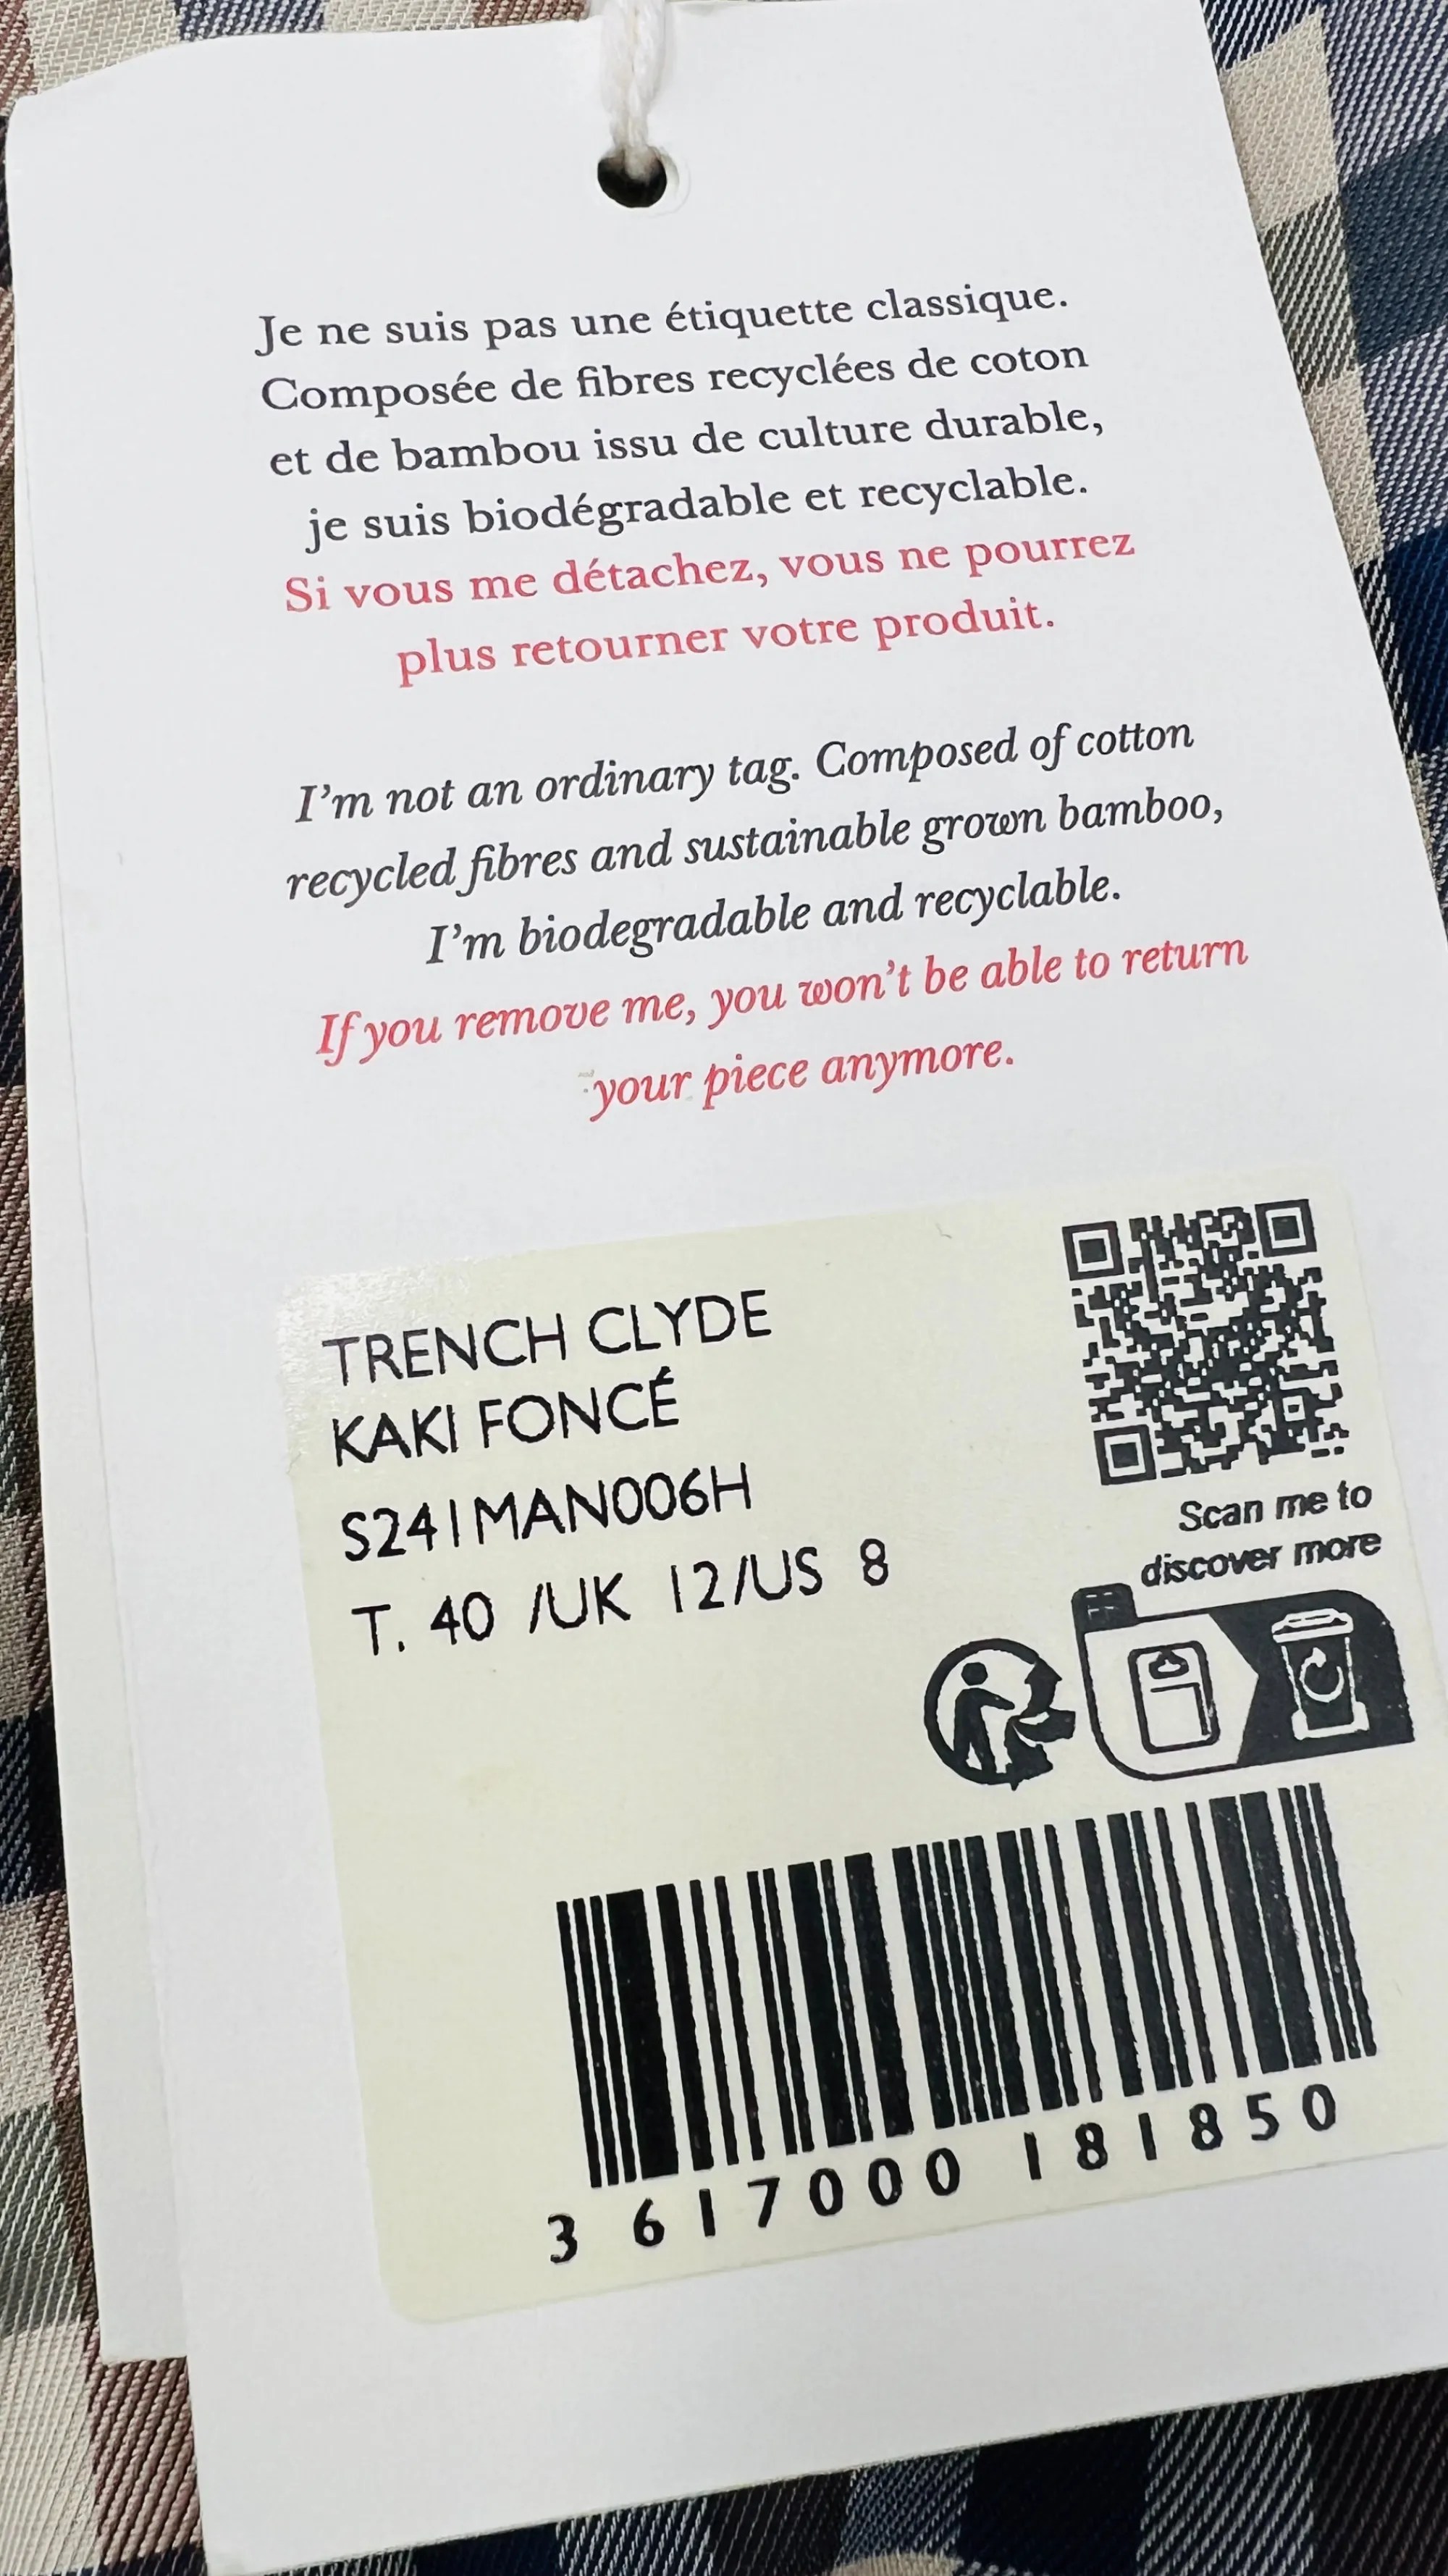 Je ne suis pas une étiquette classique.
Composée de fibres recyclées de coton
et de bambou issu de culture durable,
je suis biodégradable et recyclable.
Si vous me détachez, vous ne pourrez
plus retourner votre produit.
I'm not an ordinary tag. Composed of cotton
recycled fibres and sustainable grown bamboo,
I'm biodegradable and recyclable.
If you remove me, you won't be able to return
your piece anymore.
TRENCH CLYDE
KAKI FONCÉ
S241MAN006H
T. 40 /UK 12/US 8
Scan me to
discover more
3 617000 181850